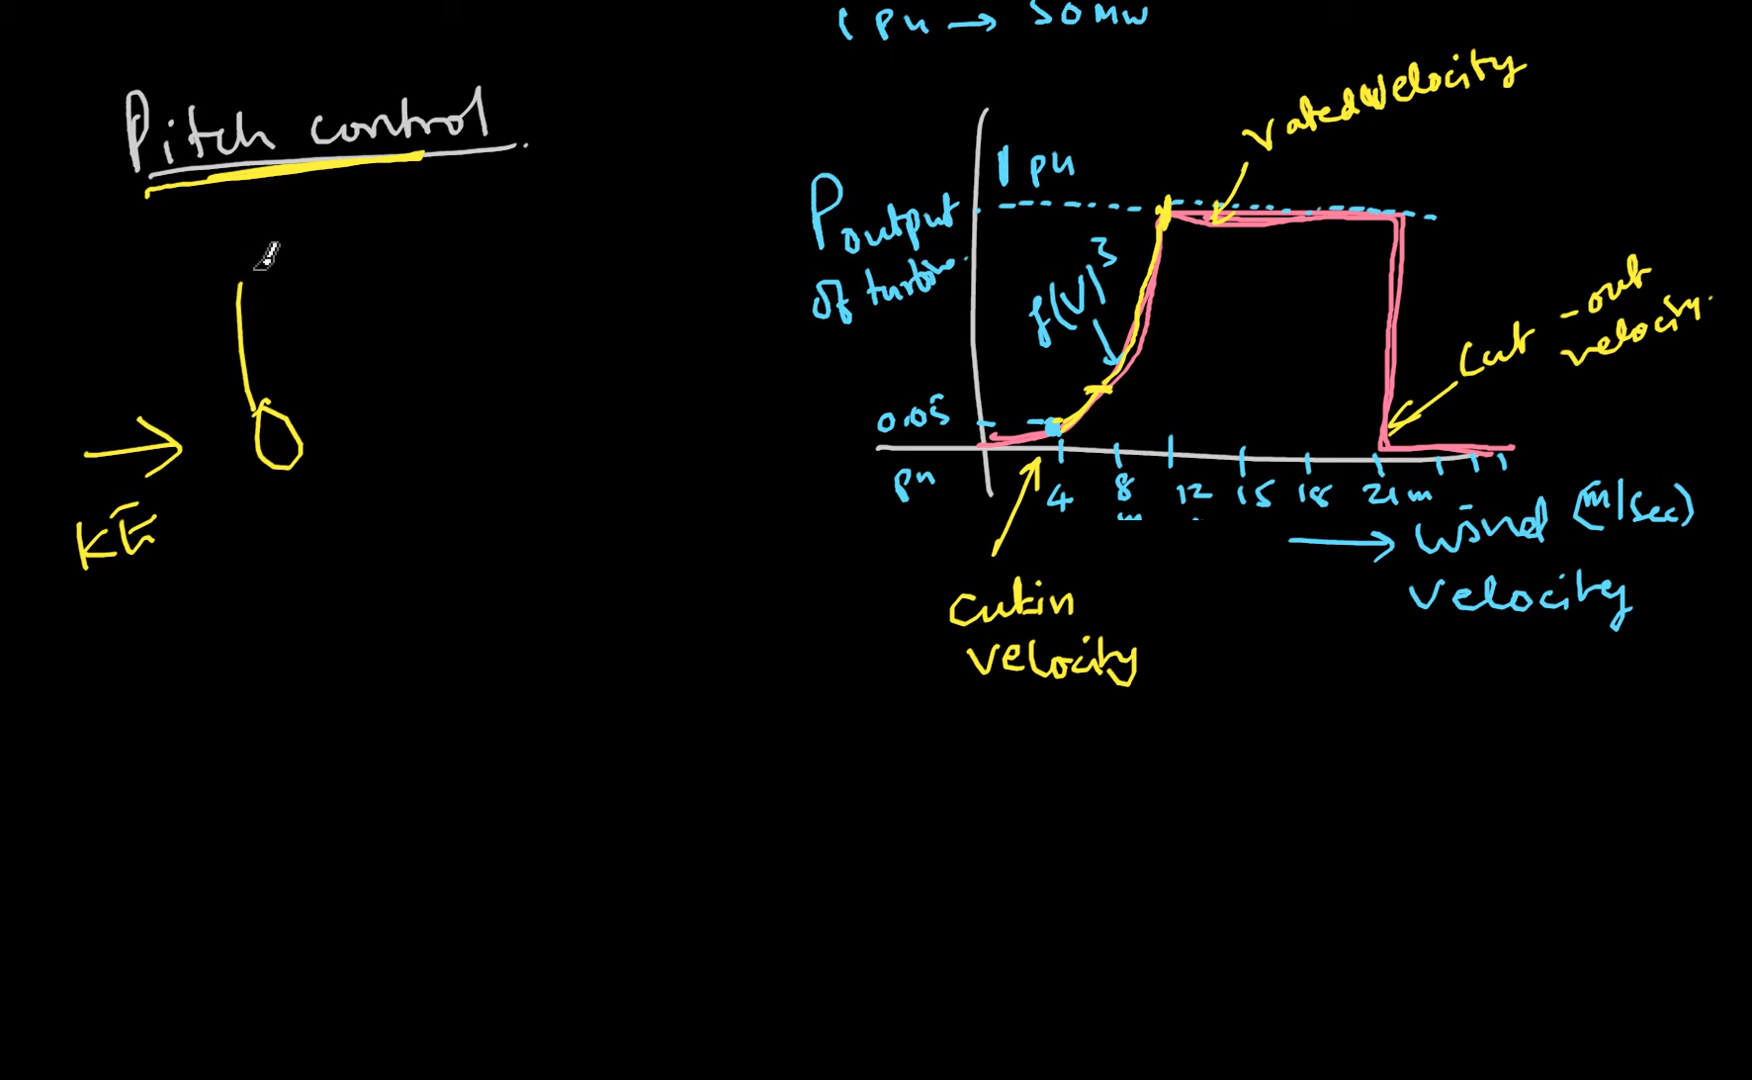 1 pu → 50 MW
Pitch control.
rated velocity
1 pu
P output
of turbine.
f(V)^3
Cut-out
velocity.
0.05
pu
4 8 12 15 18 21 m
m
→ wind (m/sec)
velocity
KE
Cutin
velocity